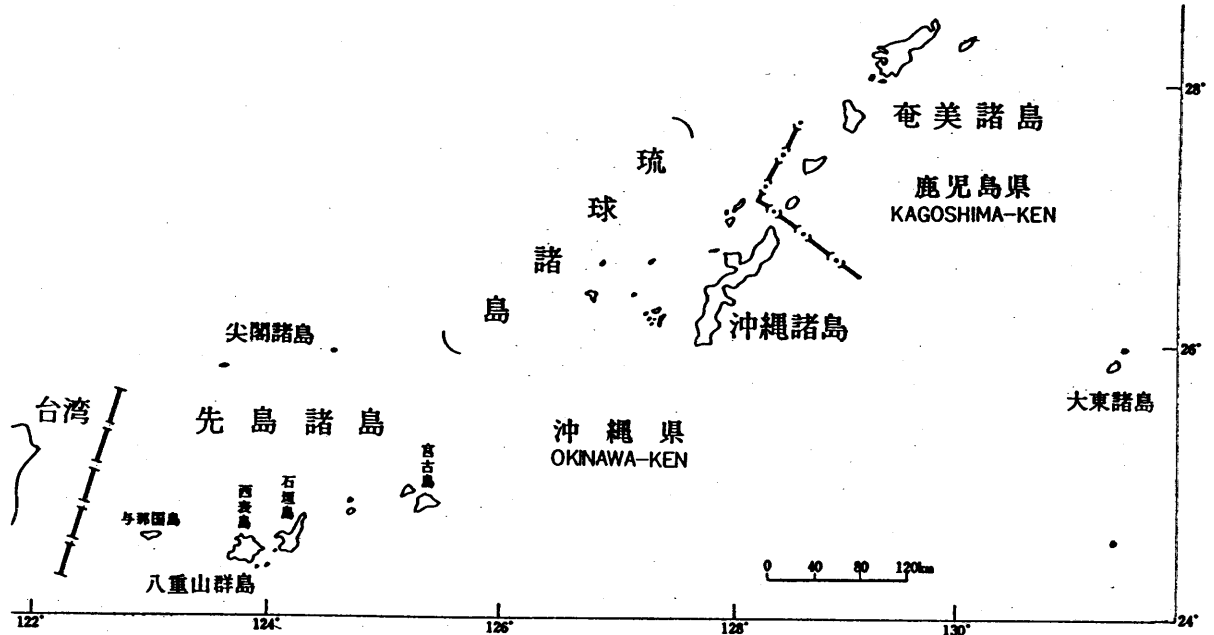 28°
奄美諸島
鹿児島県
KAGOSHIMA-KEN
琉球諸島
沖縄諸島
尖閣諸島
26°
台湾
先島諸島
沖縄県
OKINAWA-KEN
大東諸島
宮古島
石垣島
西表島
与那国島
八重山群島
0 40 80 120km
122° 124° 126° 128° 130° 24°